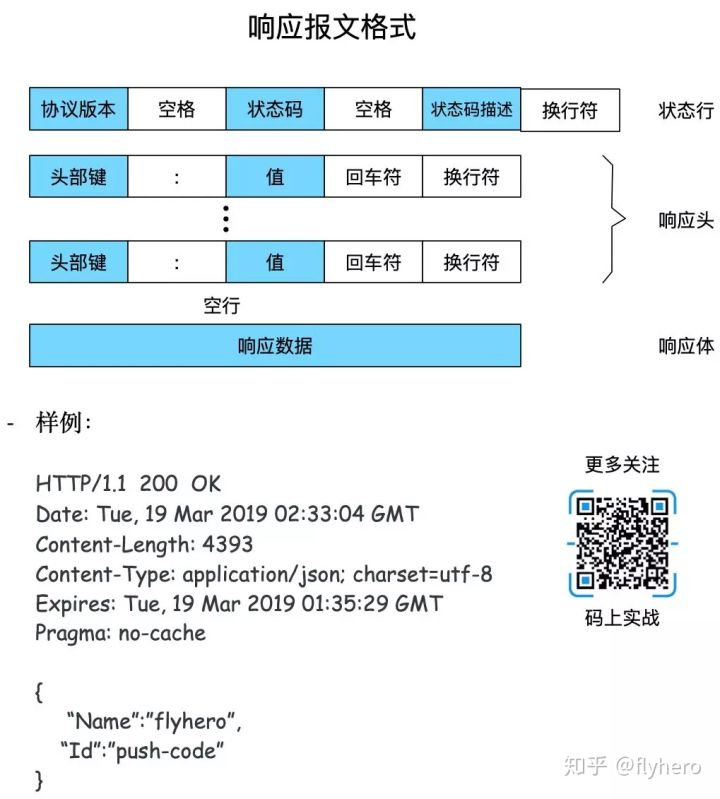 响应报文格式
协议版本 空格 状态码 空格 状态码描述 换行符 状态行
头部键 : 值 回车符 换行符
响应头
头部键 : 值 回车符 换行符
空行
响应数据 响应体
- 样例：
HTTP/1.1 200 OK
Date: Tue, 19 Mar 2019 02:33:04 GMT
Content-Length: 4393
Content-Type: application/json; charset=utf-8
Expires: Tue, 19 Mar 2019 01:35:29 GMT
Pragma: no-cache
{
“Name”:”flyhero”,
“Id”:”push-code”
}
更多关注
码上实战
知乎 @flyhero